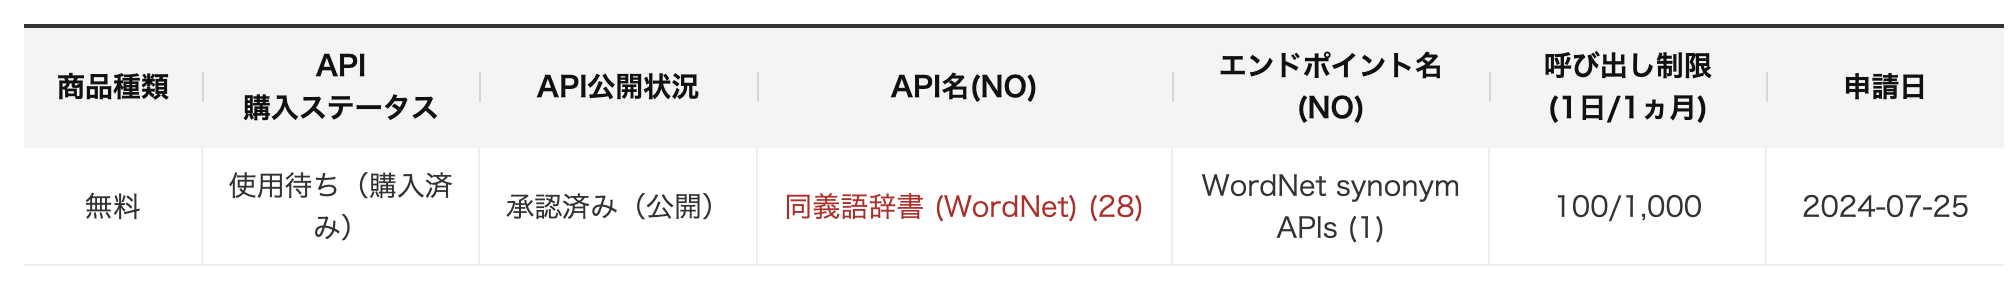 商品種類
API
購入ステータス
API公開状況
API名(NO)
エンドポイント名
(NO)
呼び出し制限
(1日/1ヵ月)
申請日
無料
使用待ち（購入済
み）
承認済み（公開）
同義語辞書 (WordNet) (28)
WordNet synonym
APIs (1)
100/1,000
2024-07-25